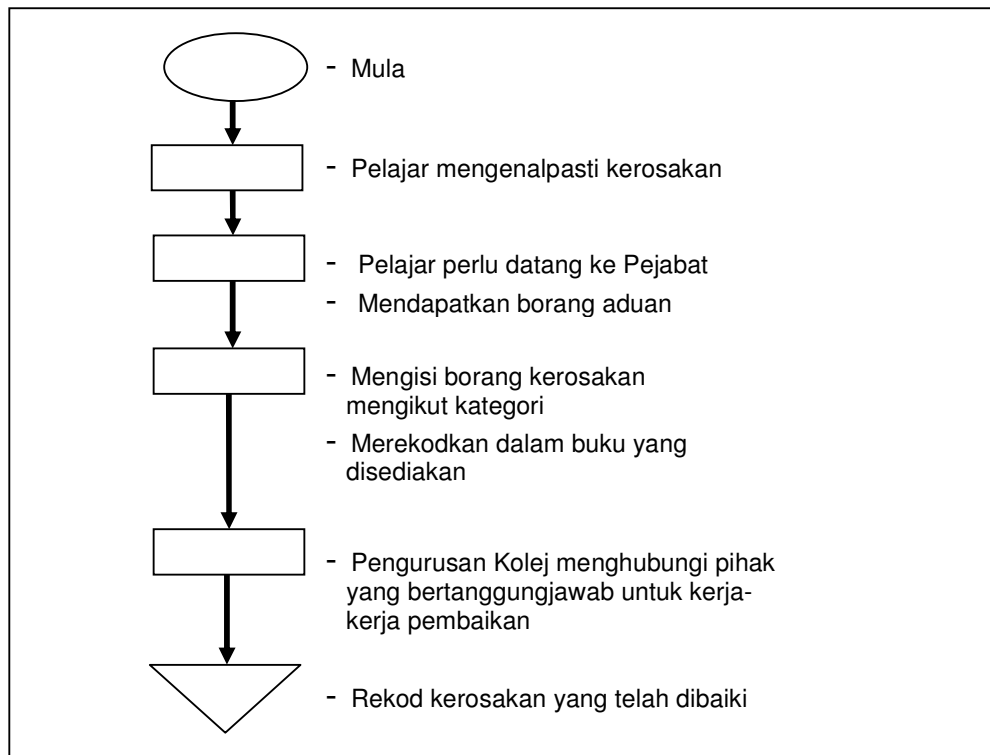 - Mula
- Pelajar mengenalpasti kerosakan
- Pelajar perlu datang ke Pejabat
- Mendapatkan borang aduan
- Mengisi borang kerosakan
mengikut kategori
- Merekodkan dalam buku yang
disediakan
- Pengurusan Kolej menghubungi pihak
yang bertanggungjawab untuk kerja-
kerja pembaikan
- Rekod kerosakan yang telah dibaiki